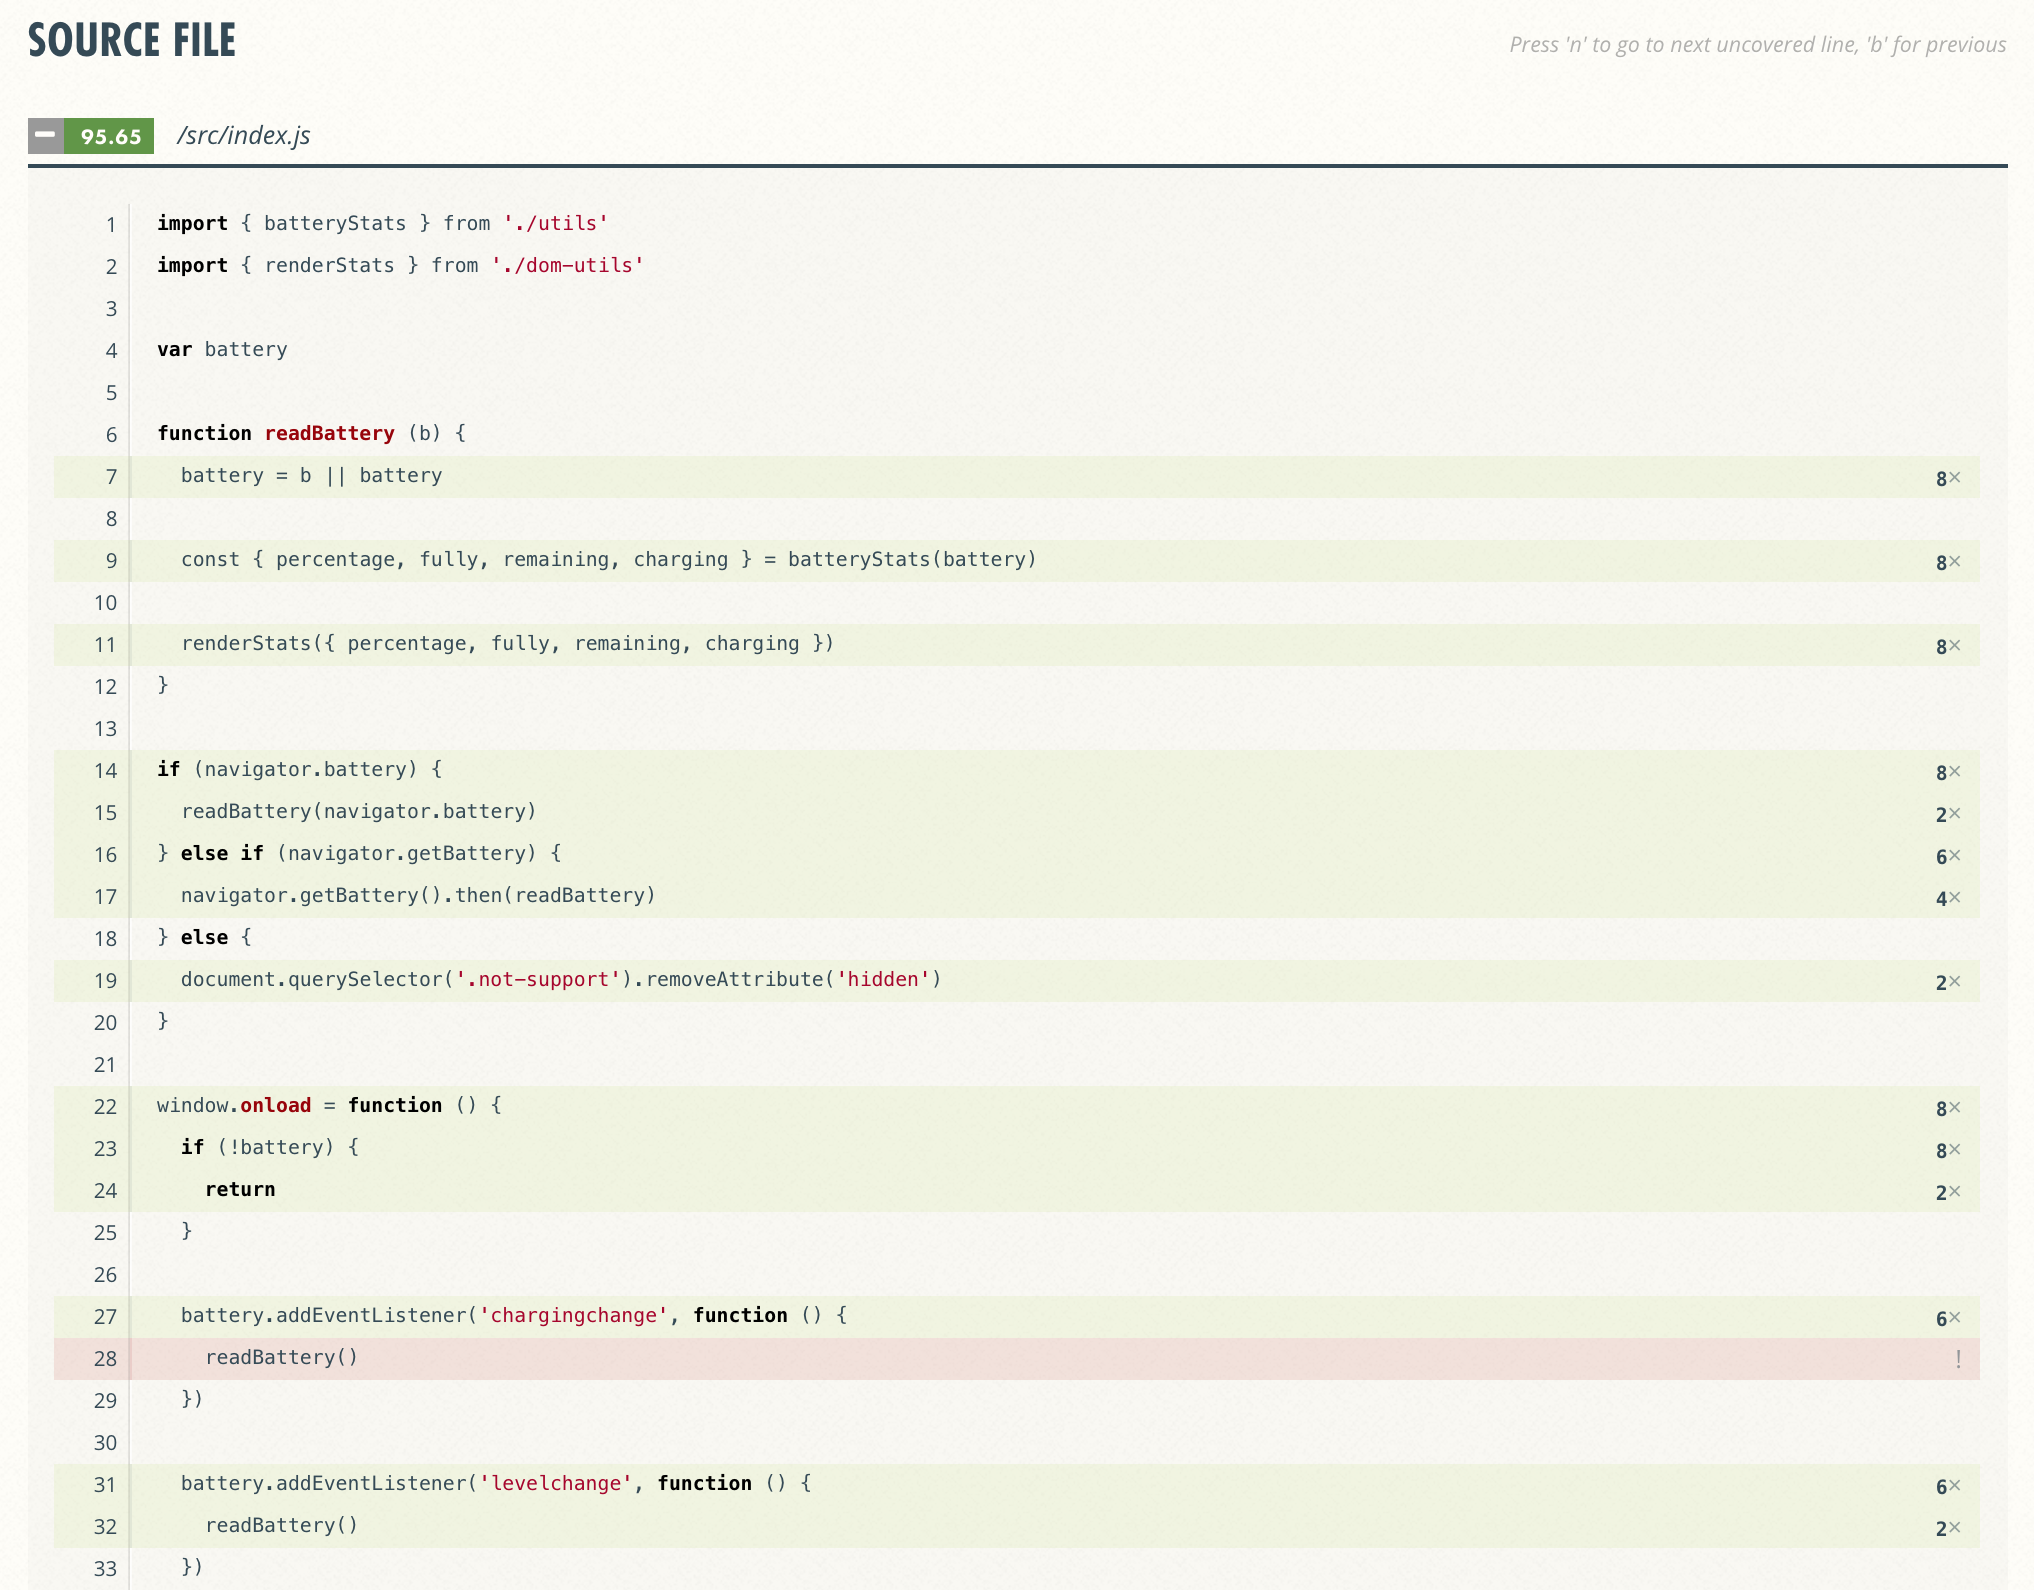 SOURCE FILE
Press 'n' to go to next uncovered line, 'b' for previous
95.65 /src/index.js
1 import { batteryStats } from './utils'
2 import { renderStats } from './dom-utils'
3
4 var battery
5
6 function readBattery (b) {
7   battery = b || battery 8×
8
9   const { percentage, fully, remaining, charging } = batteryStats(battery) 8×
10
11   renderStats({ percentage, fully, remaining, charging }) 8×
12 }
13
14 if (navigator.battery) { 8×
15   readBattery(navigator.battery) 2×
16 } else if (navigator.getBattery) { 6×
17   navigator.getBattery().then(readBattery) 4×
18 } else {
19   document.querySelector('.not-support').removeAttribute('hidden') 2×
20 }
21
22 window.onload = function () { 8×
23   if (!battery) { 8×
24     return 2×
25   }
26
27   battery.addEventListener('chargingchange', function () { 6×
28     readBattery() !
29   })
30
31   battery.addEventListener('levelchange', function () { 6×
32     readBattery() 2×
33   })